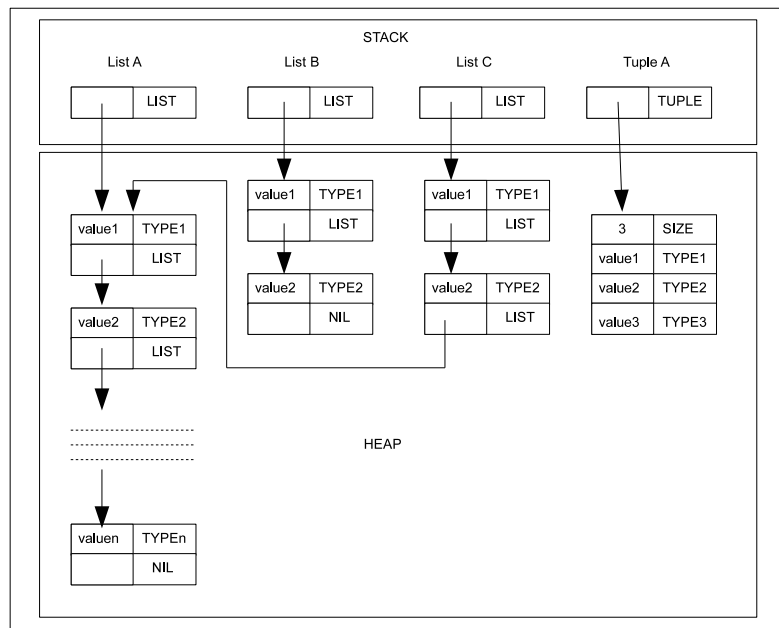 STACK
List A List B List C Tuple A
LIST LIST LIST TUPLE
value1 TYPE1 value1 TYPE1
LIST LIST
value1 TYPE1 3 SIZE
LIST value1 TYPE1
value2 TYPE2 value2 TYPE2 value2 TYPE2
NIL LIST value3 TYPE3
value2 TYPE2
LIST
HEAP
valuen TYPEn
NIL